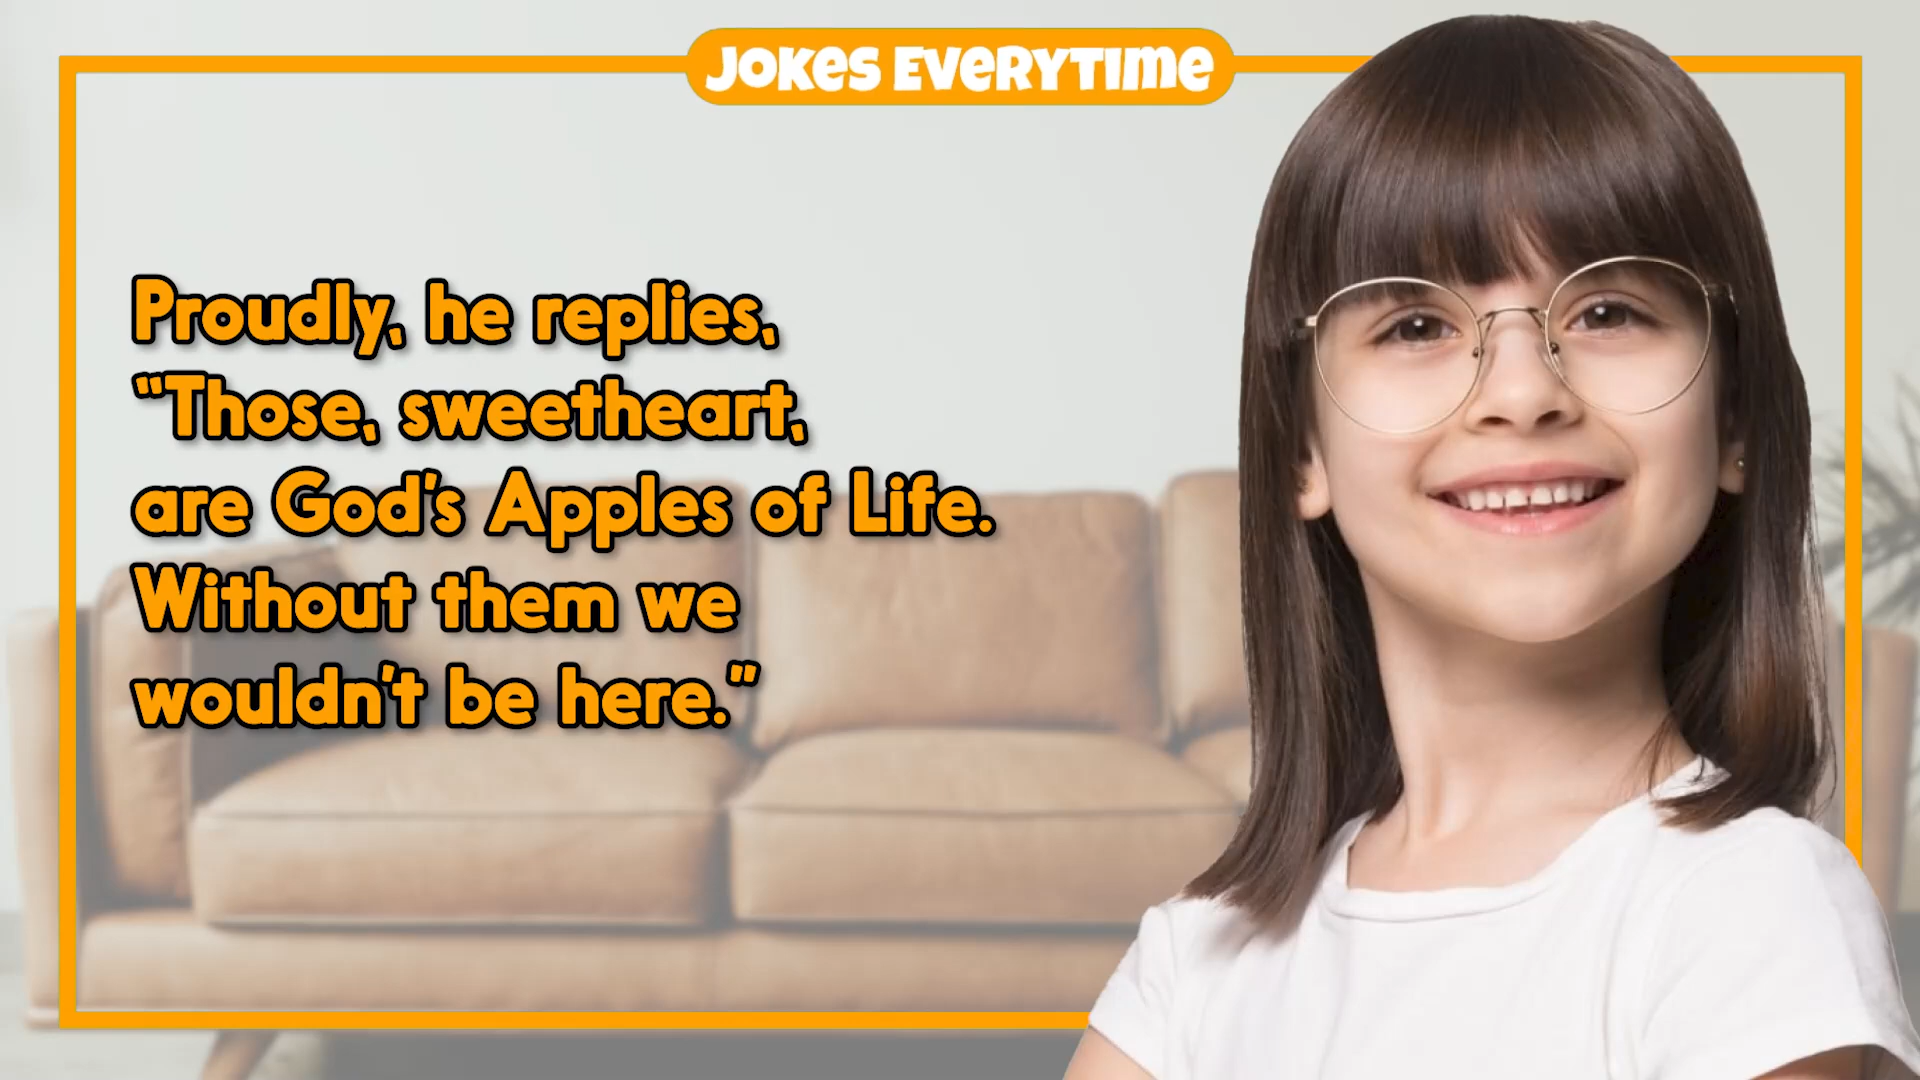 JOKES EVERYTIME
Proudly, he replies,
"Those, sweetheart,
are God's Apples of Life.
Without them we
wouldn't be here."